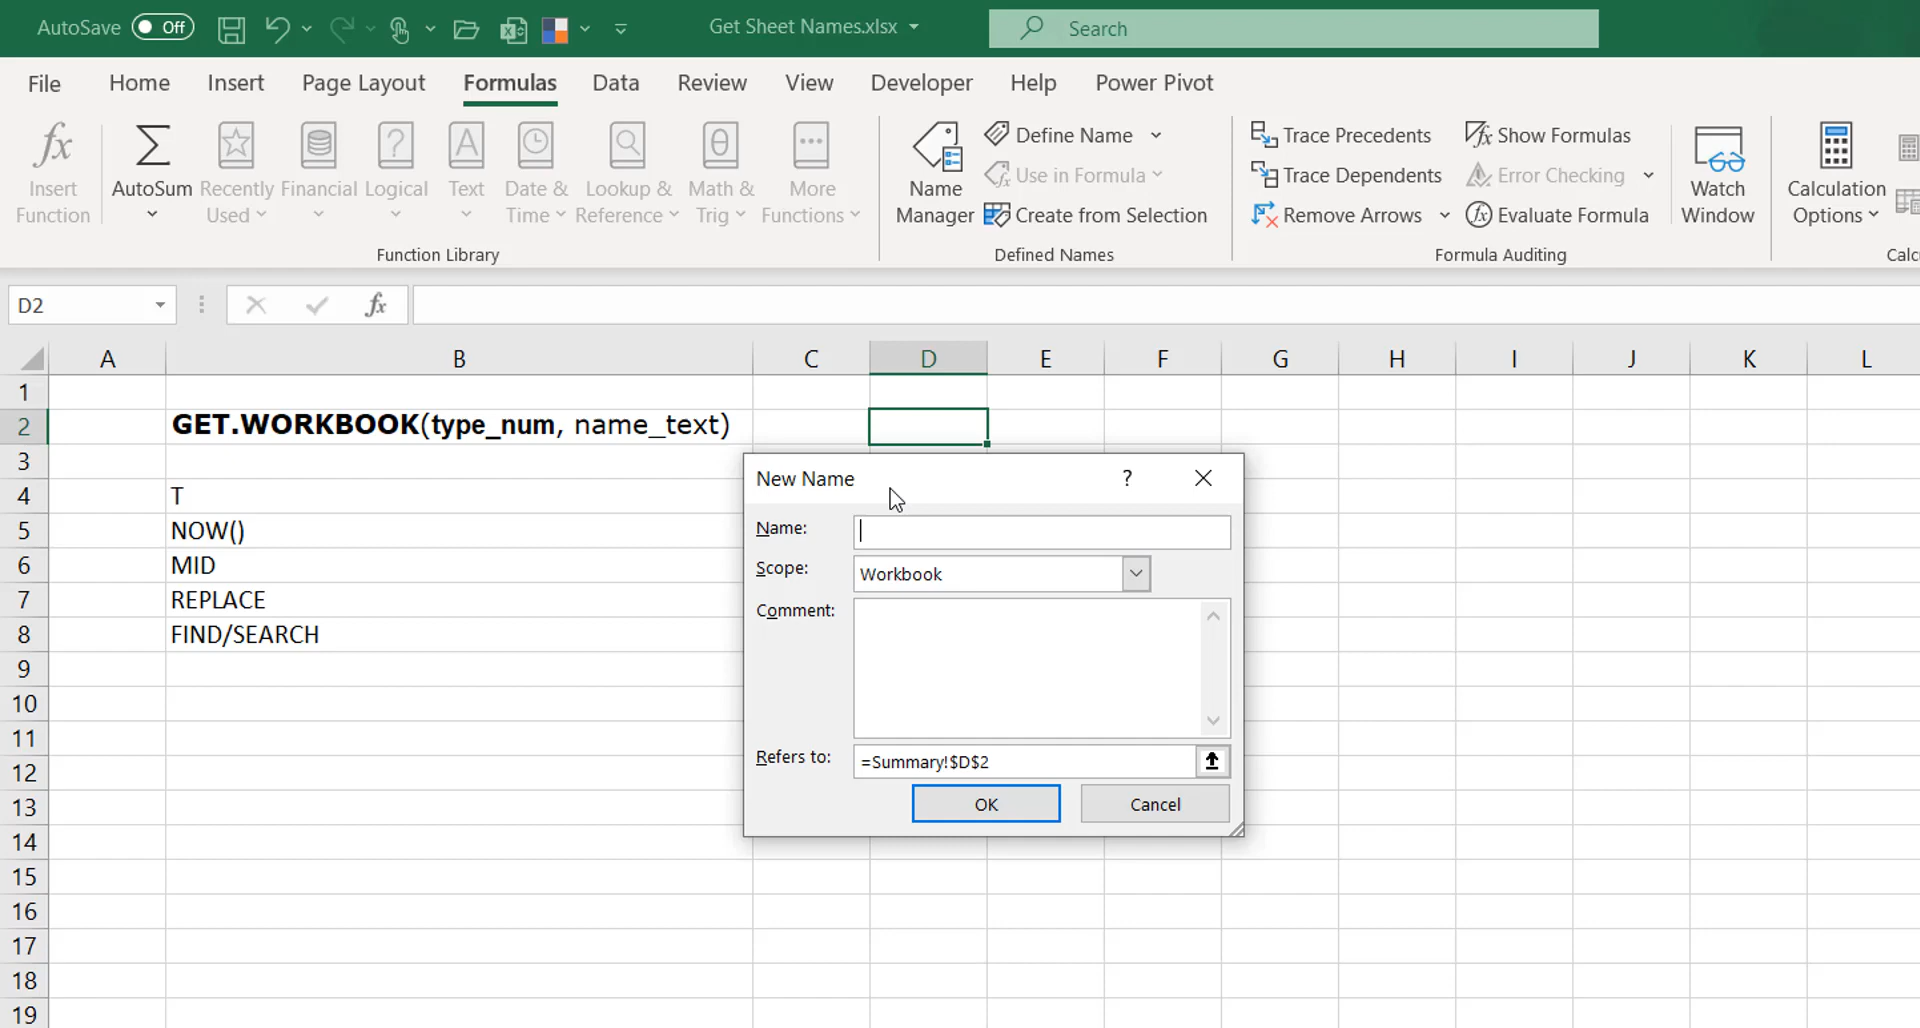 AutoSave Off Get Sheet Names.xlsx Search
File Home Insert Page Layout Formulas Data Review View Developer Help Power Pivot
Insert Function
AutoSum
Recently Used
Financial
Logical
Text
Date & Time
Lookup & Reference
Math & Trig
More Functions
Function Library
Name Manager
Define Name
Use in Formula
Create from Selection
Defined Names
Trace Precedents
Trace Dependents
Remove Arrows
Show Formulas
Error Checking
Evaluate Formula
Formula Auditing
Watch Window
Calculation Options
Calc
D2 fx
A B C D E F G H I J K L
1
2 GET.WORKBOOK(type_num, name_text)
3
4 T
5 NOW()
6 MID
7 REPLACE
8 FIND/SEARCH
9
10
11
12
13
14
15
16
17
18
19
New Name ?
Name:
Scope: Workbook
Comment:
Refers to: =Summary!$D$2
OK Cancel